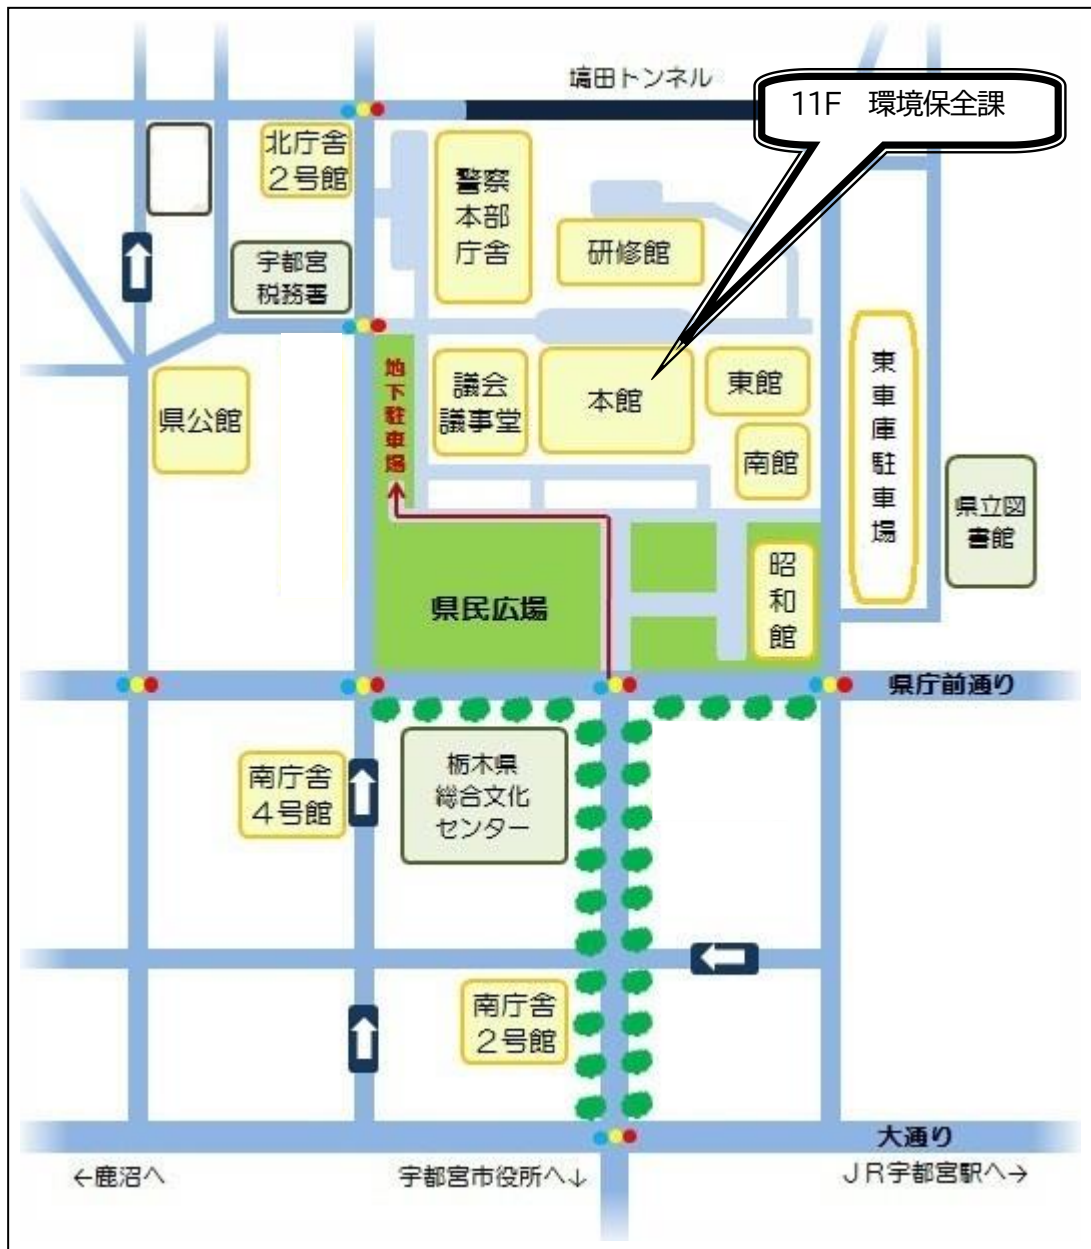 塙田トンネル
11F 環境保全課
北庁舎
２号館
警察
本部
庁舎
研修館
宇都宮
税務署
地下駐車場
議会
議事堂
本館
東館
南館
東車庫駐車場
県公館
県立図
書館
昭和館
県民広場
県庁前通り
南庁舎
４号館
栃木県
総合文化
センター
南庁舎
２号館
大通り
←鹿沼へ
宇都宮市役所へ↓
ＪＲ宇都宮駅へ→